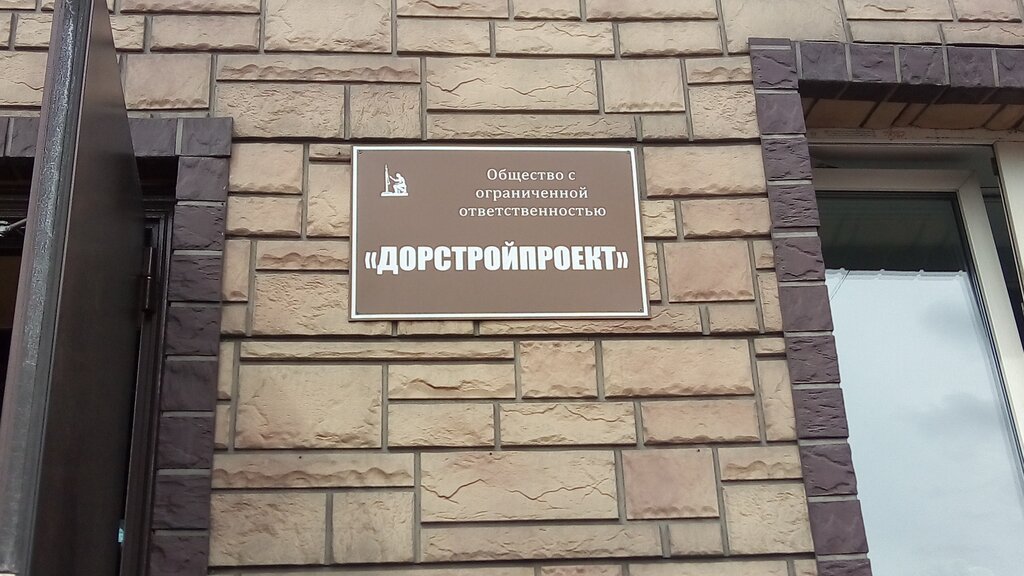 Общество с
ограниченной
ответственностью
«ДОРСТРОЙПРОЕКТ»